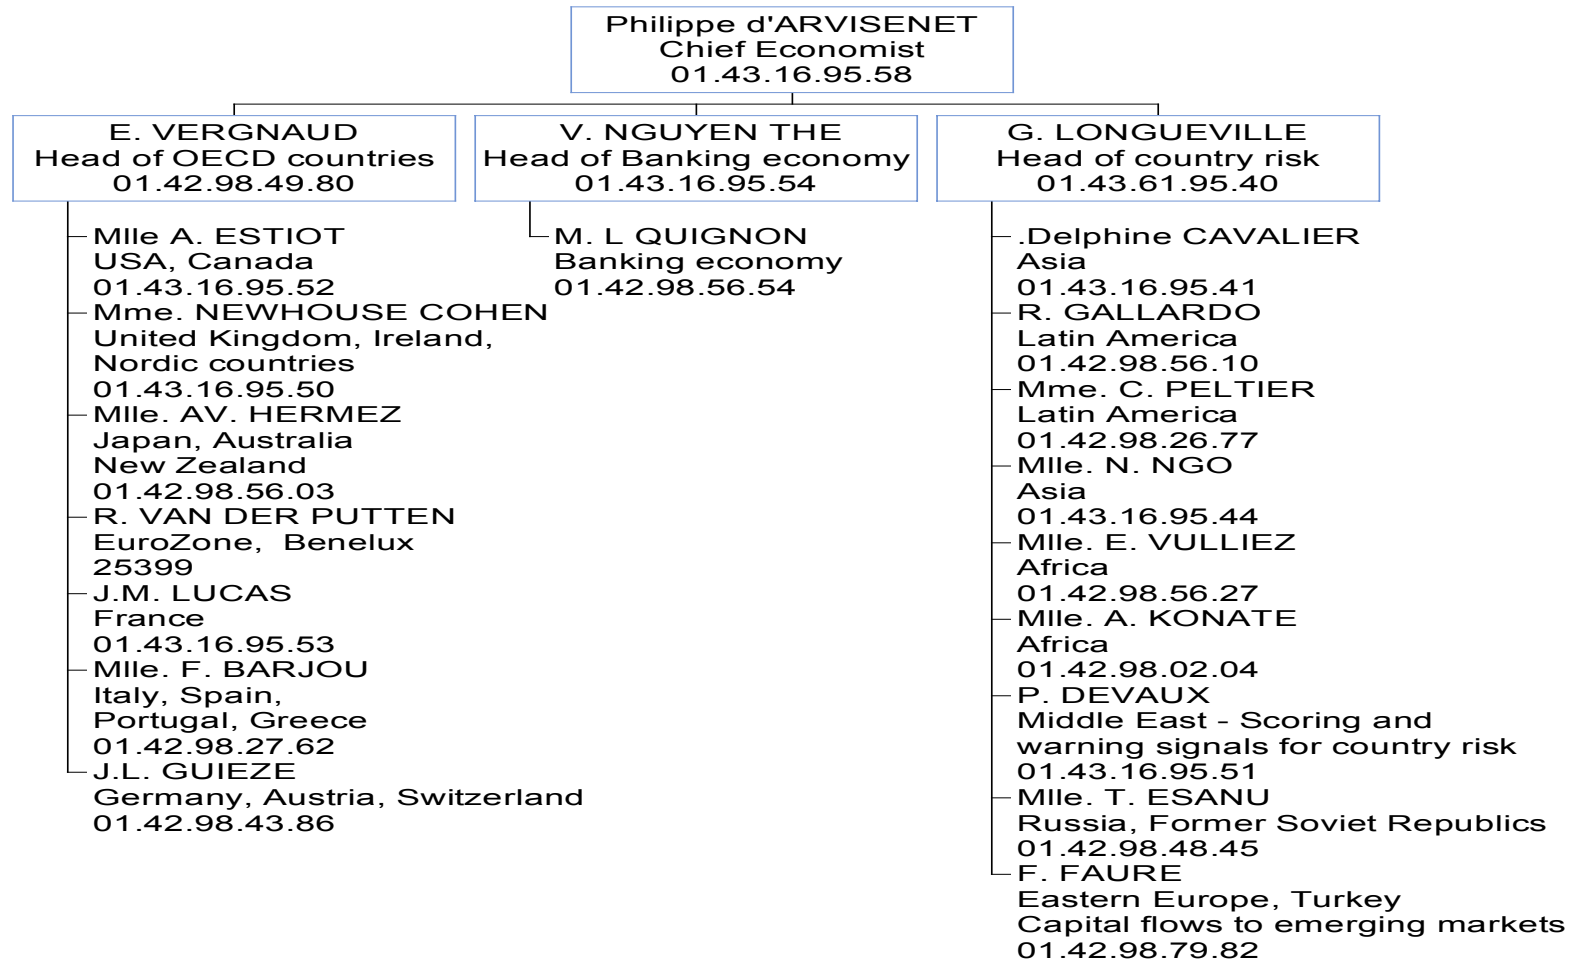 Philippe d'ARVISENET
Chief Economist
01.43.16.95.58
E. VERGNAUD
Head of OECD countries
01.42.98.49.80
Mlle A. ESTIOT
USA, Canada
01.43.16.95.52
Mme. NEWHOUSE COHEN
United Kingdom, Ireland,
Nordic countries
01.43.16.95.50
Mlle. AV. HERMEZ
Japan, Australia
New Zealand
01.42.98.56.03
R. VAN DER PUTTEN
EuroZone,  Benelux
25399
J.M. LUCAS
France
01.43.16.95.53
Mlle. F. BARJOU
Italy, Spain,
Portugal, Greece
01.42.98.27.62
J.L. GUIEZE
Germany, Austria, Switzerland
01.42.98.43.86
V. NGUYEN THE
Head of Banking economy
01.43.16.95.54
M. L QUIGNON
Banking economy
01.42.98.56.54
G. LONGUEVILLE
Head of country risk
01.43.61.95.40
.Delphine CAVALIER
Asia
01.43.16.95.41
R. GALLARDO
Latin America
01.42.98.56.10
Mme. C. PELTIER
Latin America
01.42.98.26.77
Mlle. N. NGO
Asia
01.43.16.95.44
Mlle. E. VULLIEZ
Africa
01.42.98.56.27
Mlle. A. KONATE
Africa
01.42.98.02.04
P. DEVAUX
Middle East - Scoring and
warning signals for country risk
01.43.16.95.51
Mlle. T. ESANU
Russia, Former Soviet Republics
01.42.98.48.45
F. FAURE
Eastern Europe, Turkey
Capital flows to emerging markets
01.42.98.79.82